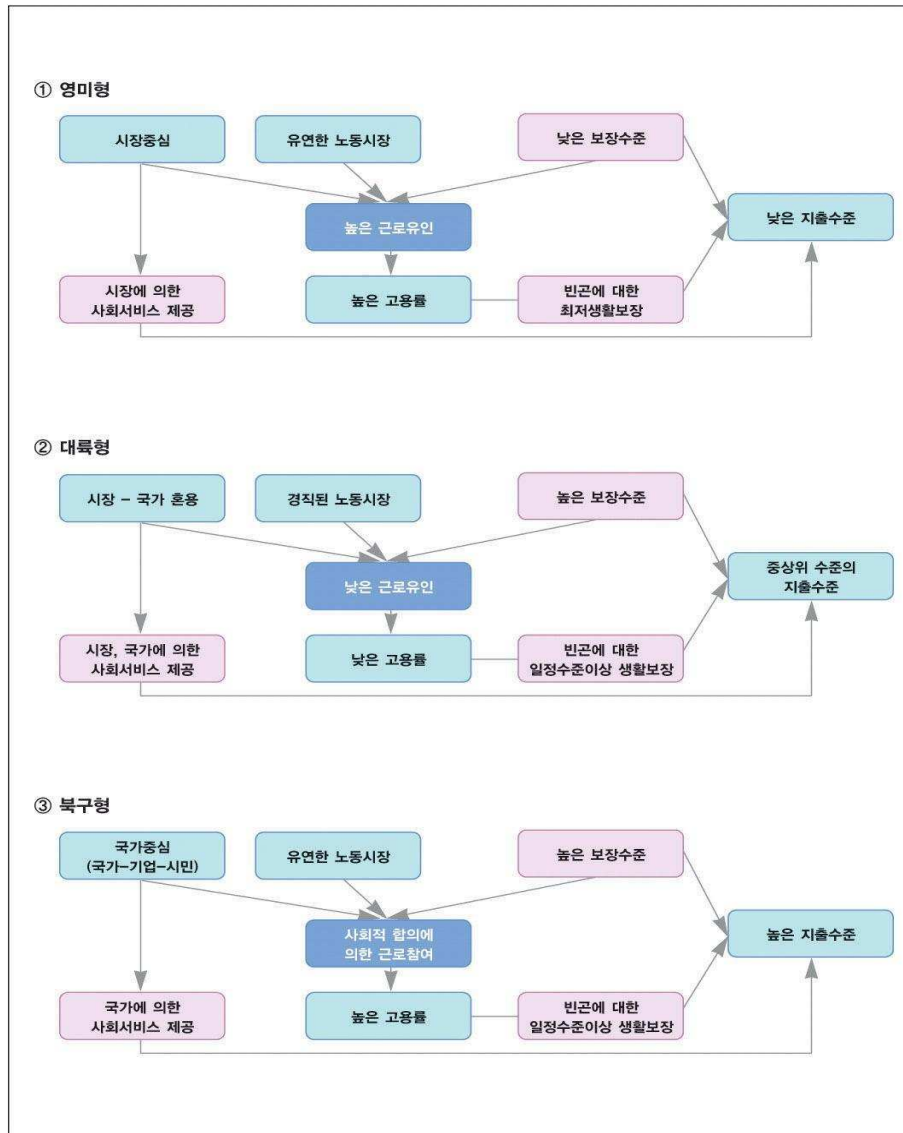 ① 영미형
시장중심
유연한 노동시장
낮은 보장수준
높은 근로유인
낮은 지출수준
시장에 의한
사회서비스 제공
높은 고용률
빈곤에 대한
최저생활보장
② 대륙형
시장 – 국가 혼용
경직된 노동시장
높은 보장수준
낮은 근로유인
중상위 수준의
지출수준
시장, 국가에 의한
사회서비스 제공
낮은 고용률
빈곤에 대한
일정수준이상 생활보장
③ 북구형
국가중심
(국가–기업–시민)
유연한 노동시장
높은 보장수준
사회적 합의에
의한 근로참여
높은 지출수준
국가에 의한
사회서비스 제공
높은 고용률
빈곤에 대한
일정수준이상 생활보장